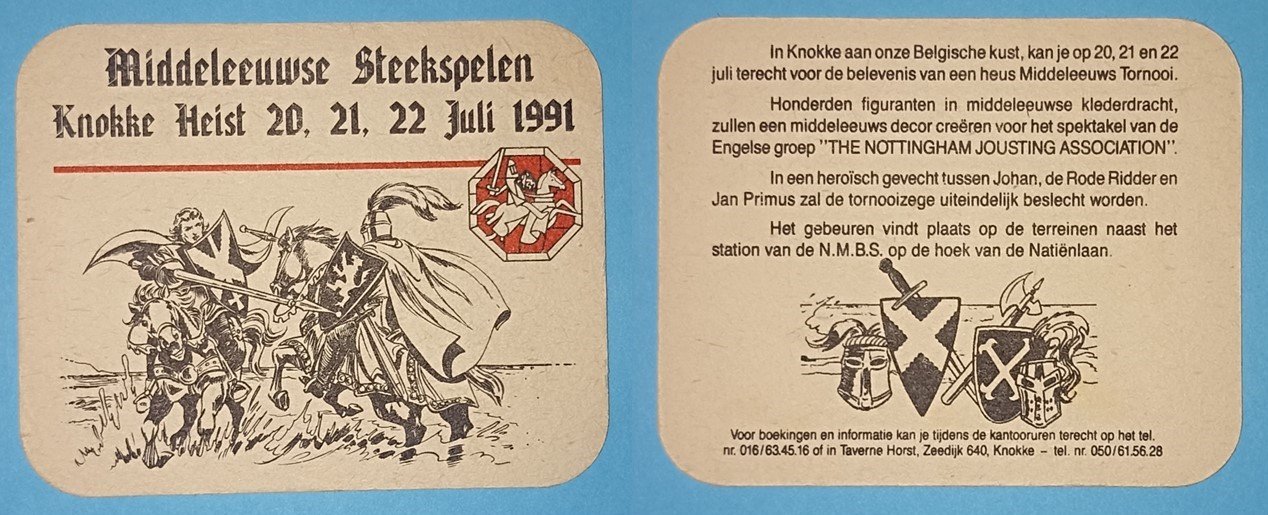 Middeleeuwse Steekspelen
Knokke Heist 20, 21, 22 Juli 1991
In Knokke aan onze Belgische kust, kan je op 20, 21 en 22
juli terecht voor de belevenis van een heus Middeleeuws Tornooi.
Honderden figuranten in middeleeuwse klederdracht,
zullen een middeleeuws decor creëren voor het spektakel van de
Engelse groep "THE NOTTINGHAM JOUSTING ASSOCIATION".
In een heroïsch gevecht tussen Johan, de Rode Ridder en
Jan Primus zal de tornooizege uiteindelijk beslecht worden.
Het gebeuren vindt plaats op de terreinen naast het
station van de N.M.B.S. op de hoek van de Natiënlaan.
Voor boekingen en informatie kan je tijdens de kantooruren terecht op het tel.
nr. 016/63.45.16 of in Taverne Horst, Zeedijk 640, Knokke – tel. nr. 050/61.56.28